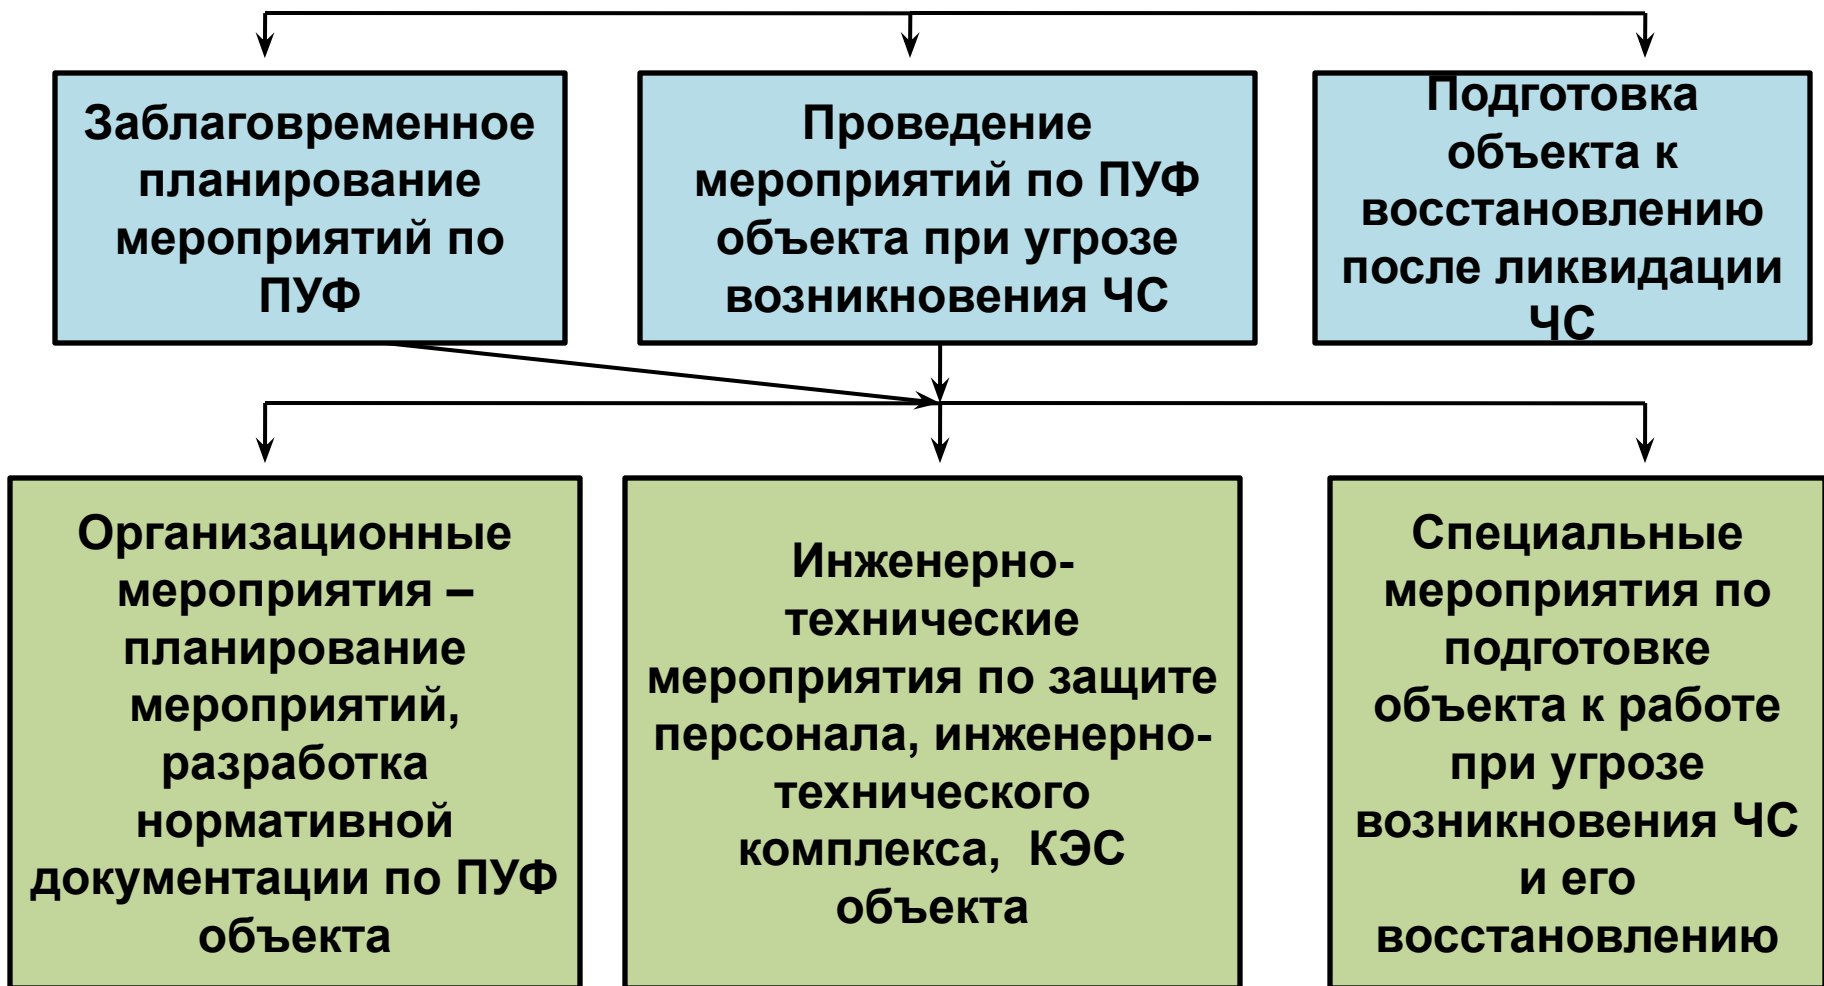 Заблаговременное
планирование
мероприятий по
ПУФ
Проведение
мероприятий по ПУФ
объекта при угрозе
возникновения ЧС
Подготовка
объекта к
восстановлению
после ликвидации
ЧС
Организационные
мероприятия –
планирование
мероприятий,
разработка
нормативной
документации по ПУФ
объекта
Инженерно-
технические
мероприятия по защите
персонала, инженерно-
технического
комплекса,  КЭС
объекта
Специальные
мероприятия по
подготовке
объекта к работе
при угрозе
возникновения ЧС
и его
восстановлению